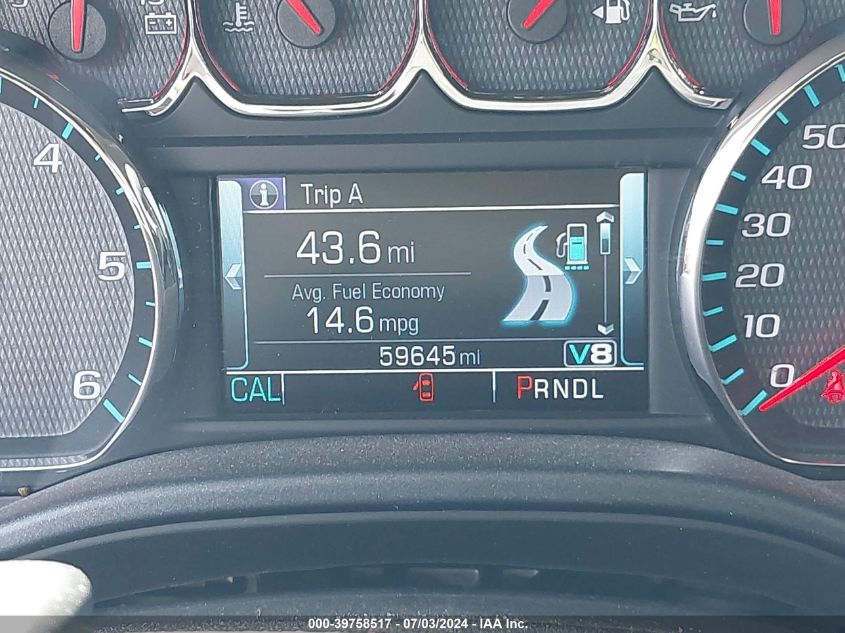 Trip A
43.6 mi
Avg. Fuel Economy
14.6 mpg
59645 mi V8
CAL PRNDL
4
5
6
50
40
30
20
10
0
000-39758517 - 07/03/2024 - IAA Inc.